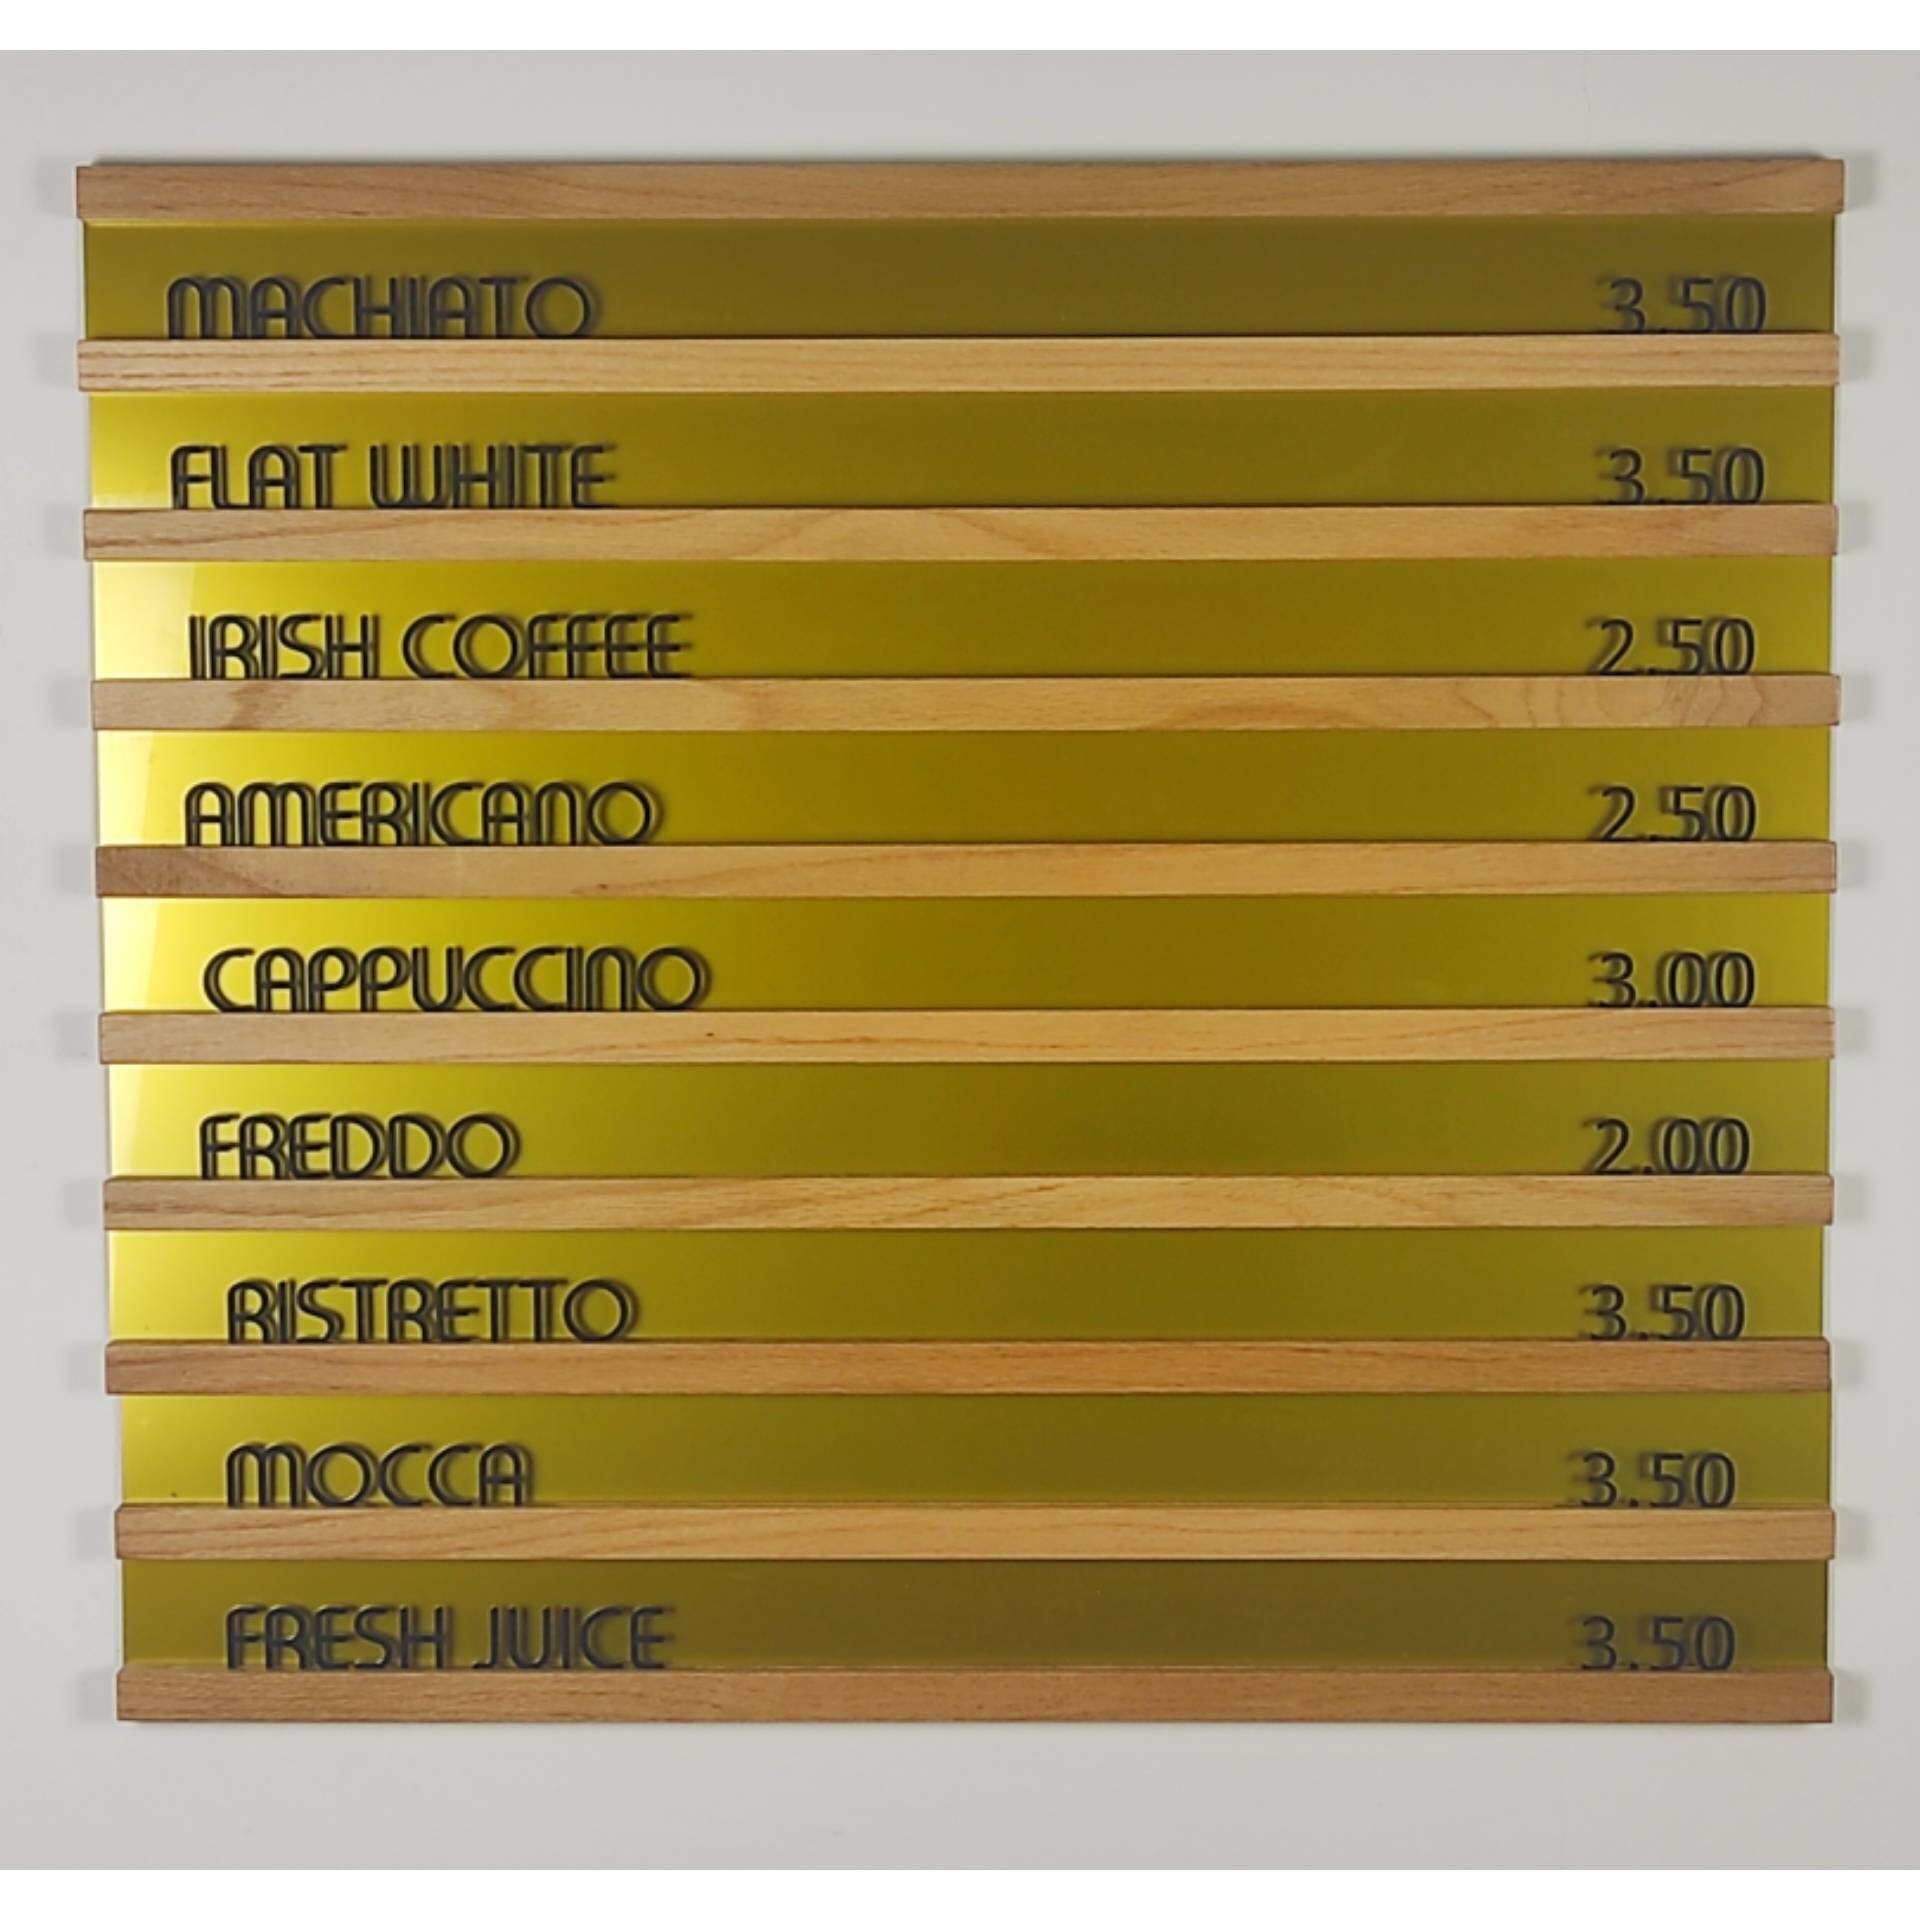 MACHIATO 3.50
FLAT WHITE 3.50
IRISH COFFEE 2.50
AMERICANO 2.50
CAPPUCCINO 3.00
FREDDO 2.00
RISTRETTO 3.50
MOCCA 3.50
FRESH JUICE 3.50